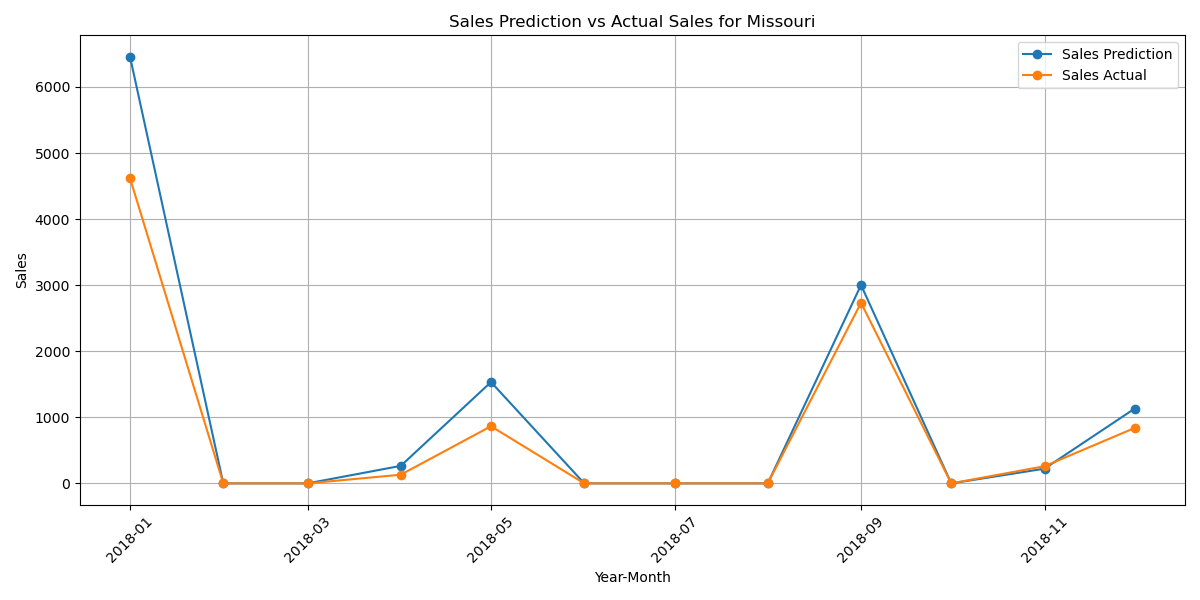 Sales Prediction vs Actual Sales for Missouri
Sales Prediction
Sales Actual
6000
5000
4000
3000
2000
1000
0
Sales
2018-01
2018-03
2018-05
2018-07
2018-09
2018-11
Year-Month